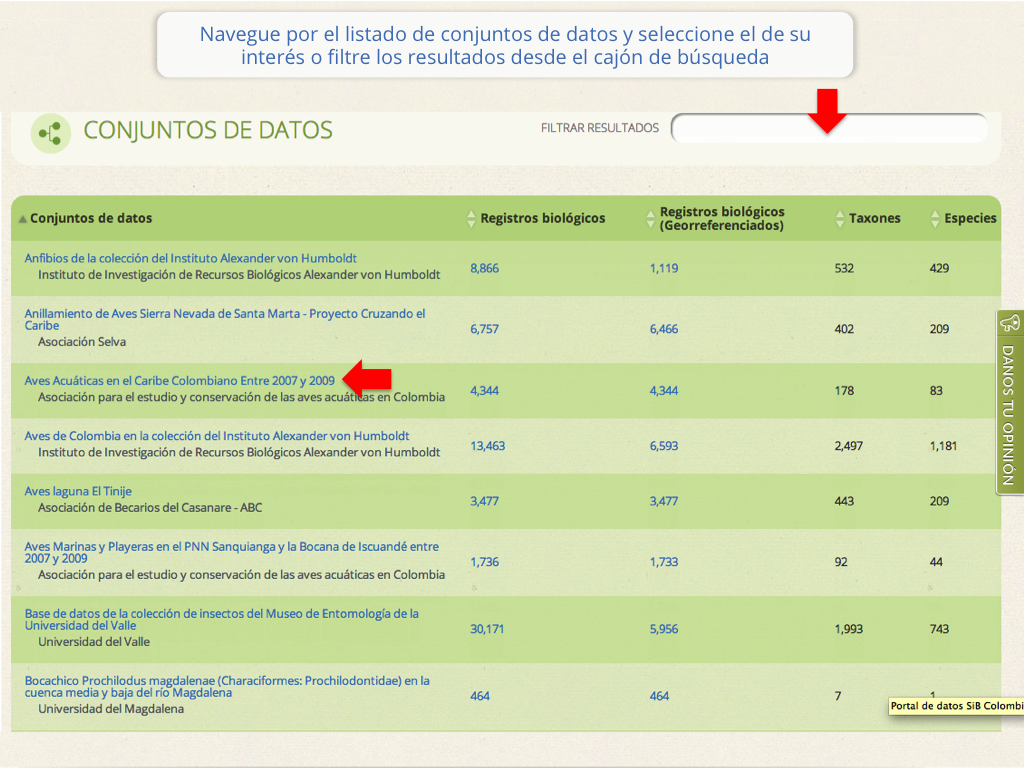 Navegue por el listado de conjuntos de datos y seleccione el de su
interés o filtre los resultados desde el cajón de búsqueda
CONJUNTOS DE DATOS
FILTRAR RESULTADOS
Conjuntos de datos
Registros biológicos
Registros biológicos
(Georreferenciados)
Taxones
Especies
Anfibios de la colección del Instituto Alexander von Humboldt
Instituto de Investigación de Recursos Biológicos Alexander von Humboldt
8,866
1,119
532
429
Anillamiento de Aves Sierra Nevada de Santa Marta - Proyecto Cruzando el
Caribe
Asociación Selva
6,757
6,466
402
209
Aves Acuáticas en el Caribe Colombiano Entre 2007 y 2009
Asociación para el estudio y conservación de las aves acuáticas en Colombia
4,344
4,344
178
83
Aves de Colombia en la colección del Instituto Alexander von Humboldt
Instituto de Investigación de Recursos Biológicos Alexander von Humboldt
13,463
6,593
2,497
1,181
Aves laguna El Tinije
Asociación de Becarios del Casanare - ABC
3,477
3,477
443
209
Aves Marinas y Playeras en el PNN Sanquianga y la Bocana de Iscuandé entre
2007 y 2009
Asociación para el estudio y conservación de las aves acuáticas en Colombia
1,736
1,733
92
44
Base de datos de la colección de insectos del Museo de Entomología de la
Universidad del Valle
Universidad del Valle
30,171
5,956
1,993
743
Bocachico Prochilodus magdalenae (Characiformes: Prochilodontidae) en la
cuenca media y baja del río Magdalena
Universidad del Magdalena
464
464
7
1
Portal de datos SiB Colombi
DANOS TU OPINIÓN